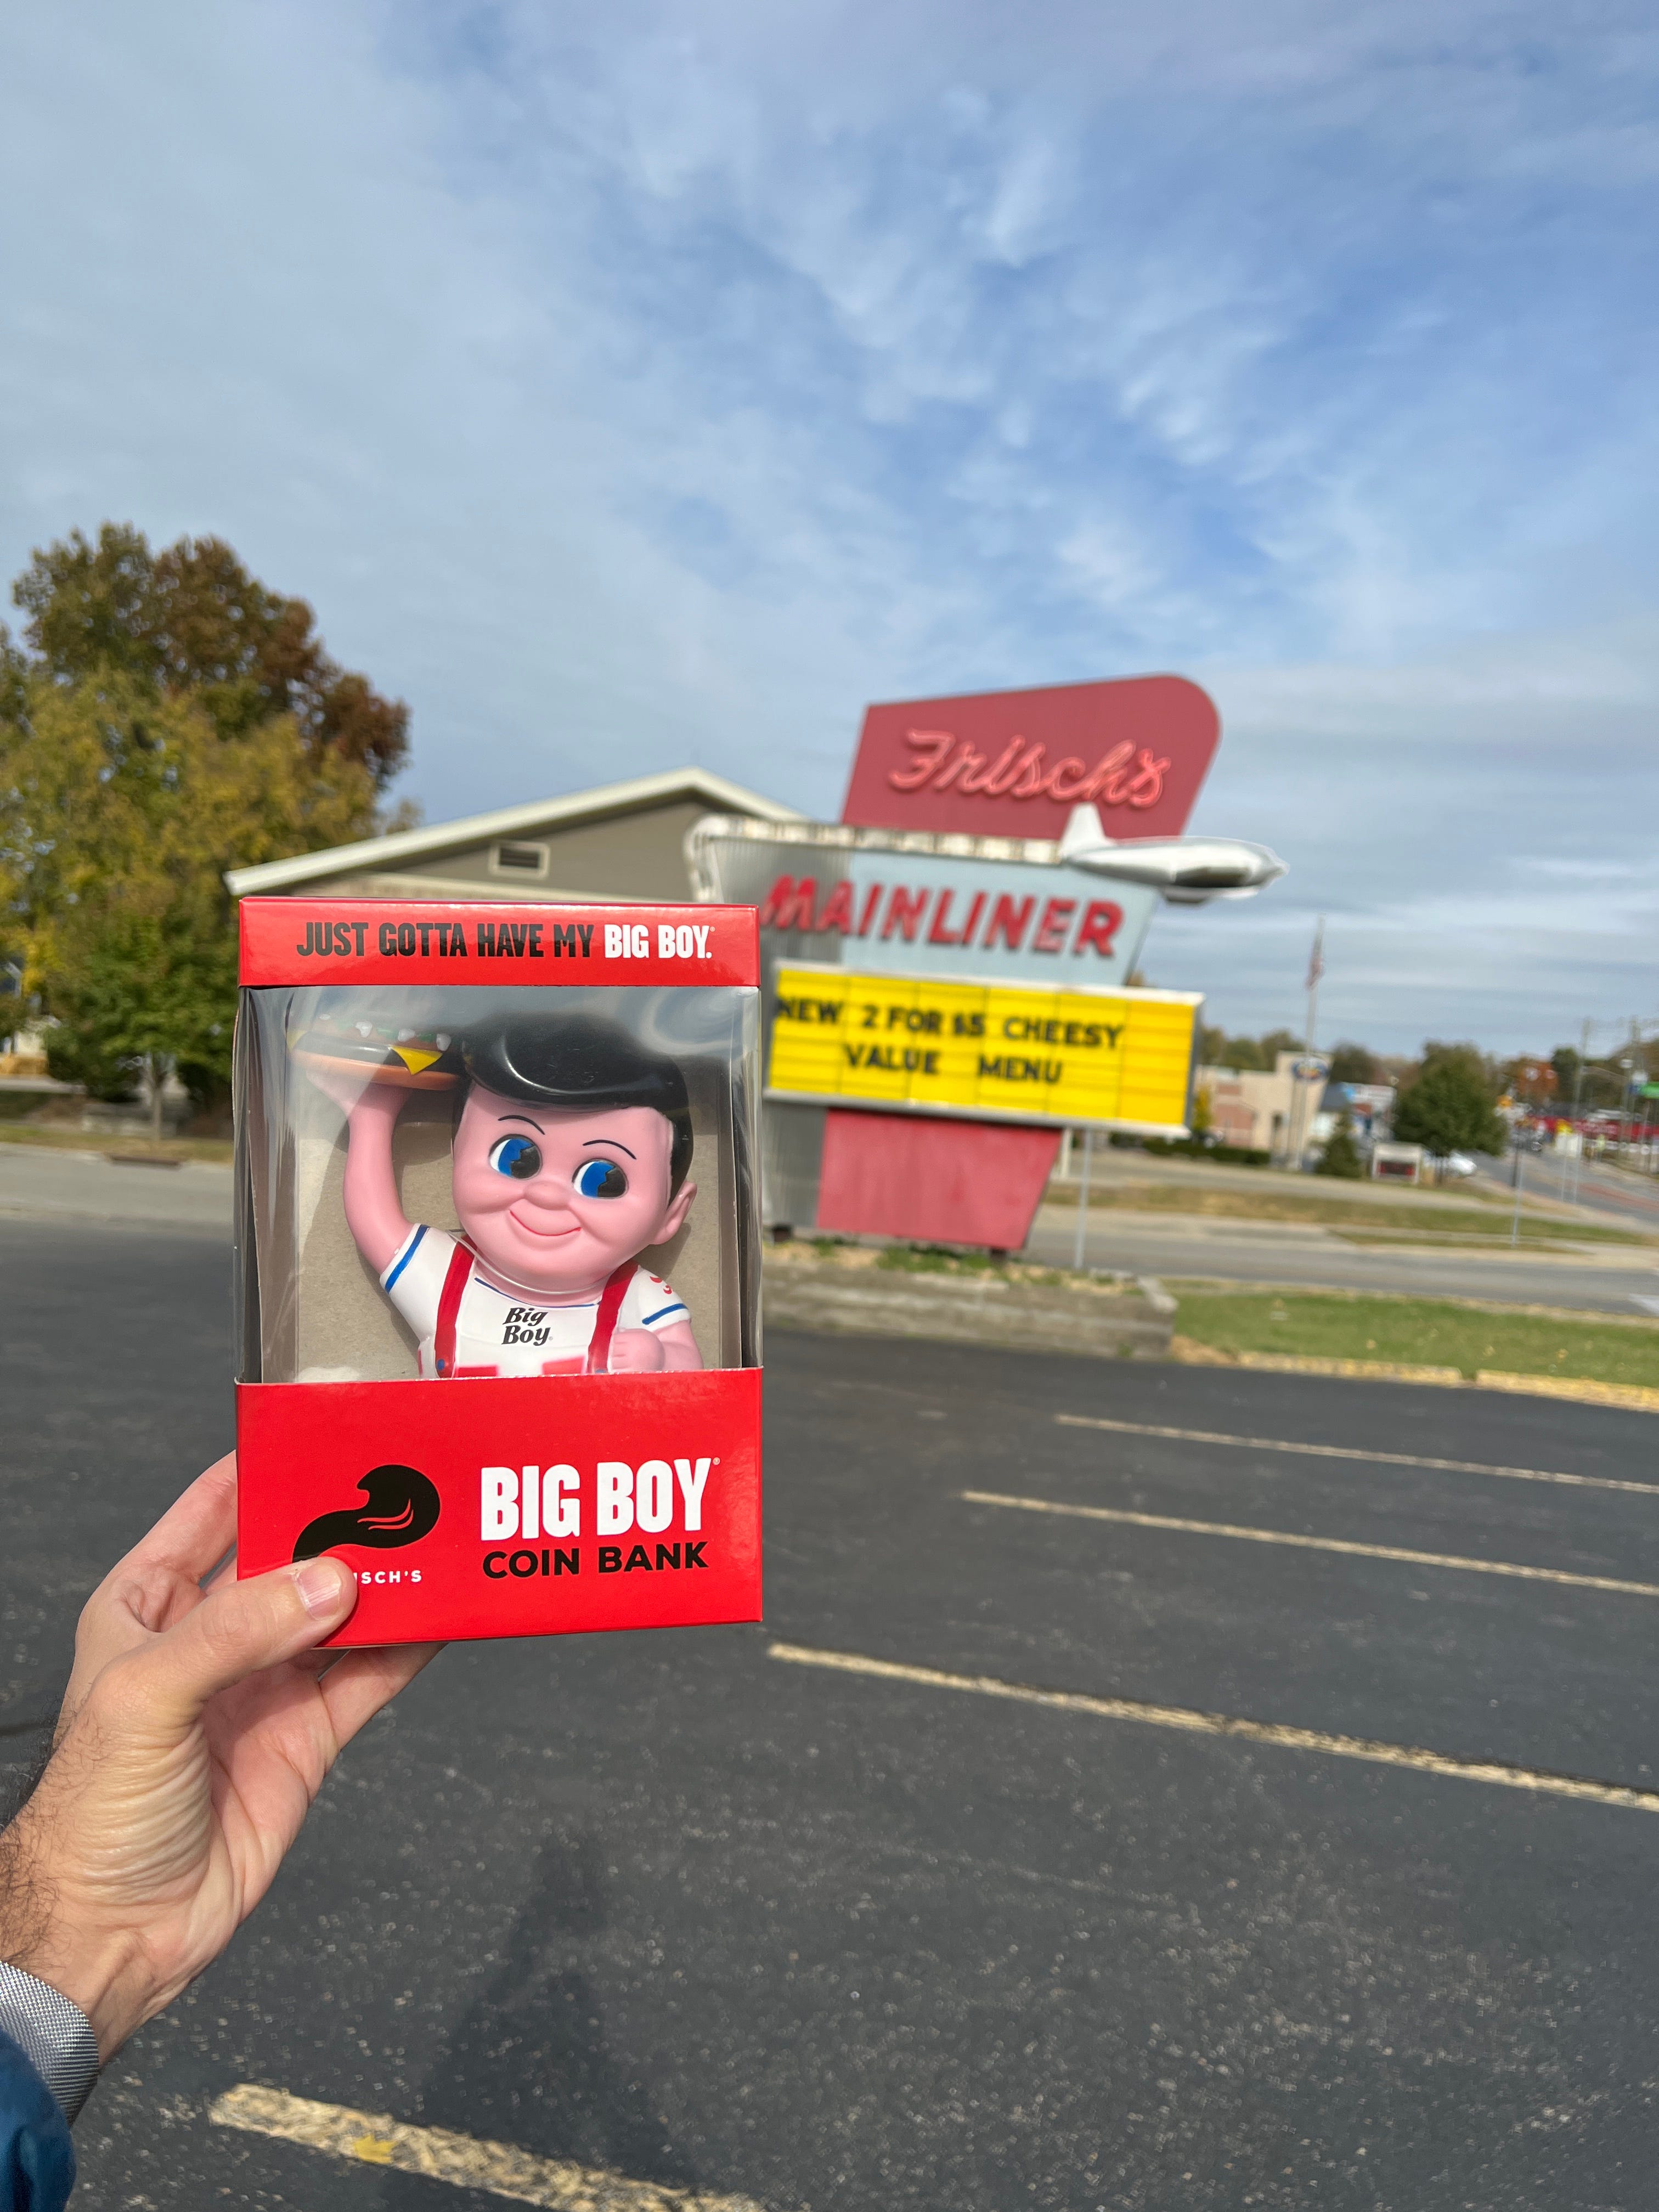 Frisch's
MAINLINER
NEW 2 FOR $5 CHEESY
VALUE MENU
JUST GOTTA HAVE MY BIG BOY.®
Big
Boy®
BIG BOY®
COIN BANK
ISCH'S